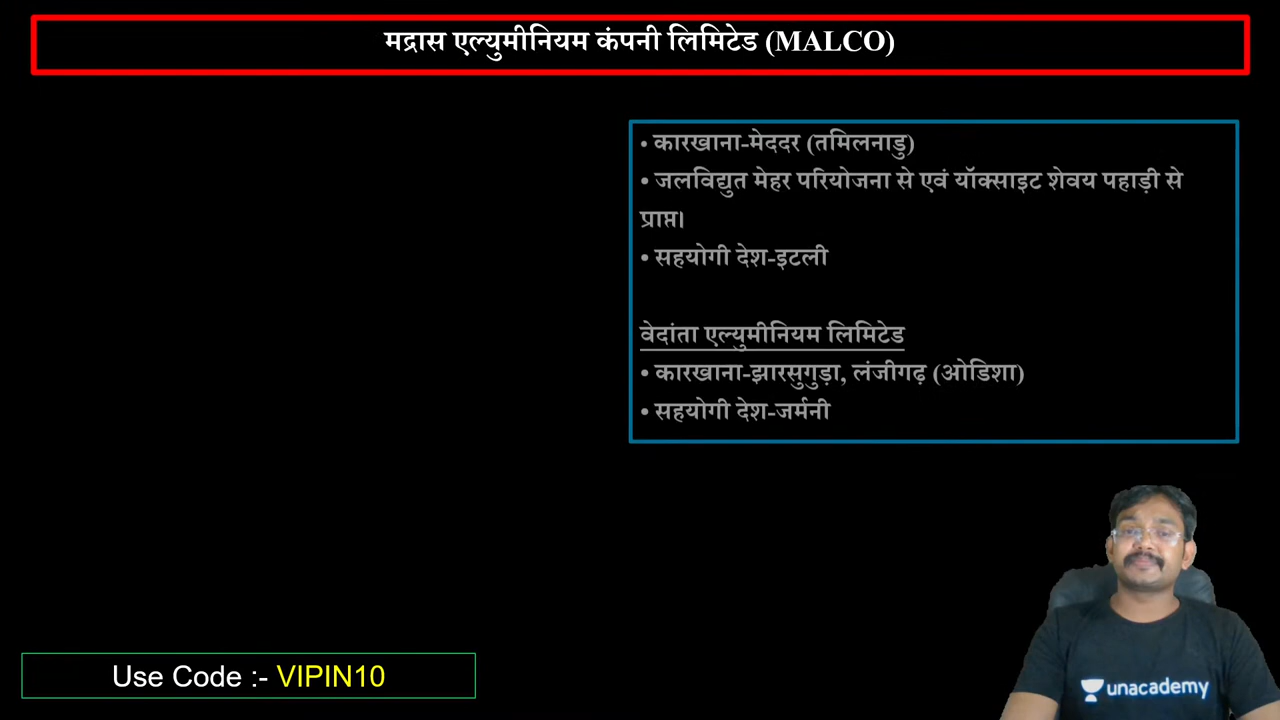 मद्रास एल्युमीनियम कंपनी लिमिटेड (MALCO)
• कारखाना-मेददर (तमिलनाडु)
• जलविद्युत मेहर परियोजना से एवं यॉक्साइट शेवय पहाड़ी से
प्राप्त।
• सहयोगी देश-इटली
वेदांता एल्युमीनियम लिमिटेड
• कारखाना-झारसुगुड़ा, लंजीगढ़ (ओडिशा)
• सहयोगी देश-जर्मनी
unacademy
Use Code :- VIPIN10